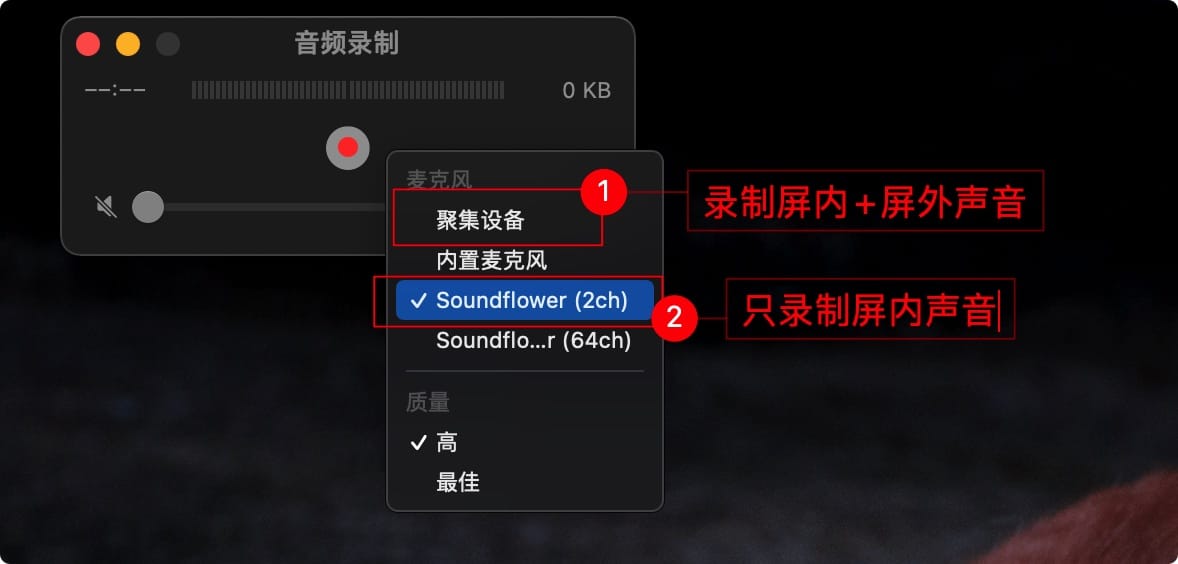 音频录制
--:--
0 KB
麦克风
聚集设备
内置麦克风
✓ Soundflower (2ch)
Soundflo...r (64ch)
质量
✓ 高
最佳
1
录制屏内+屏外声音
2
只录制屏内声音